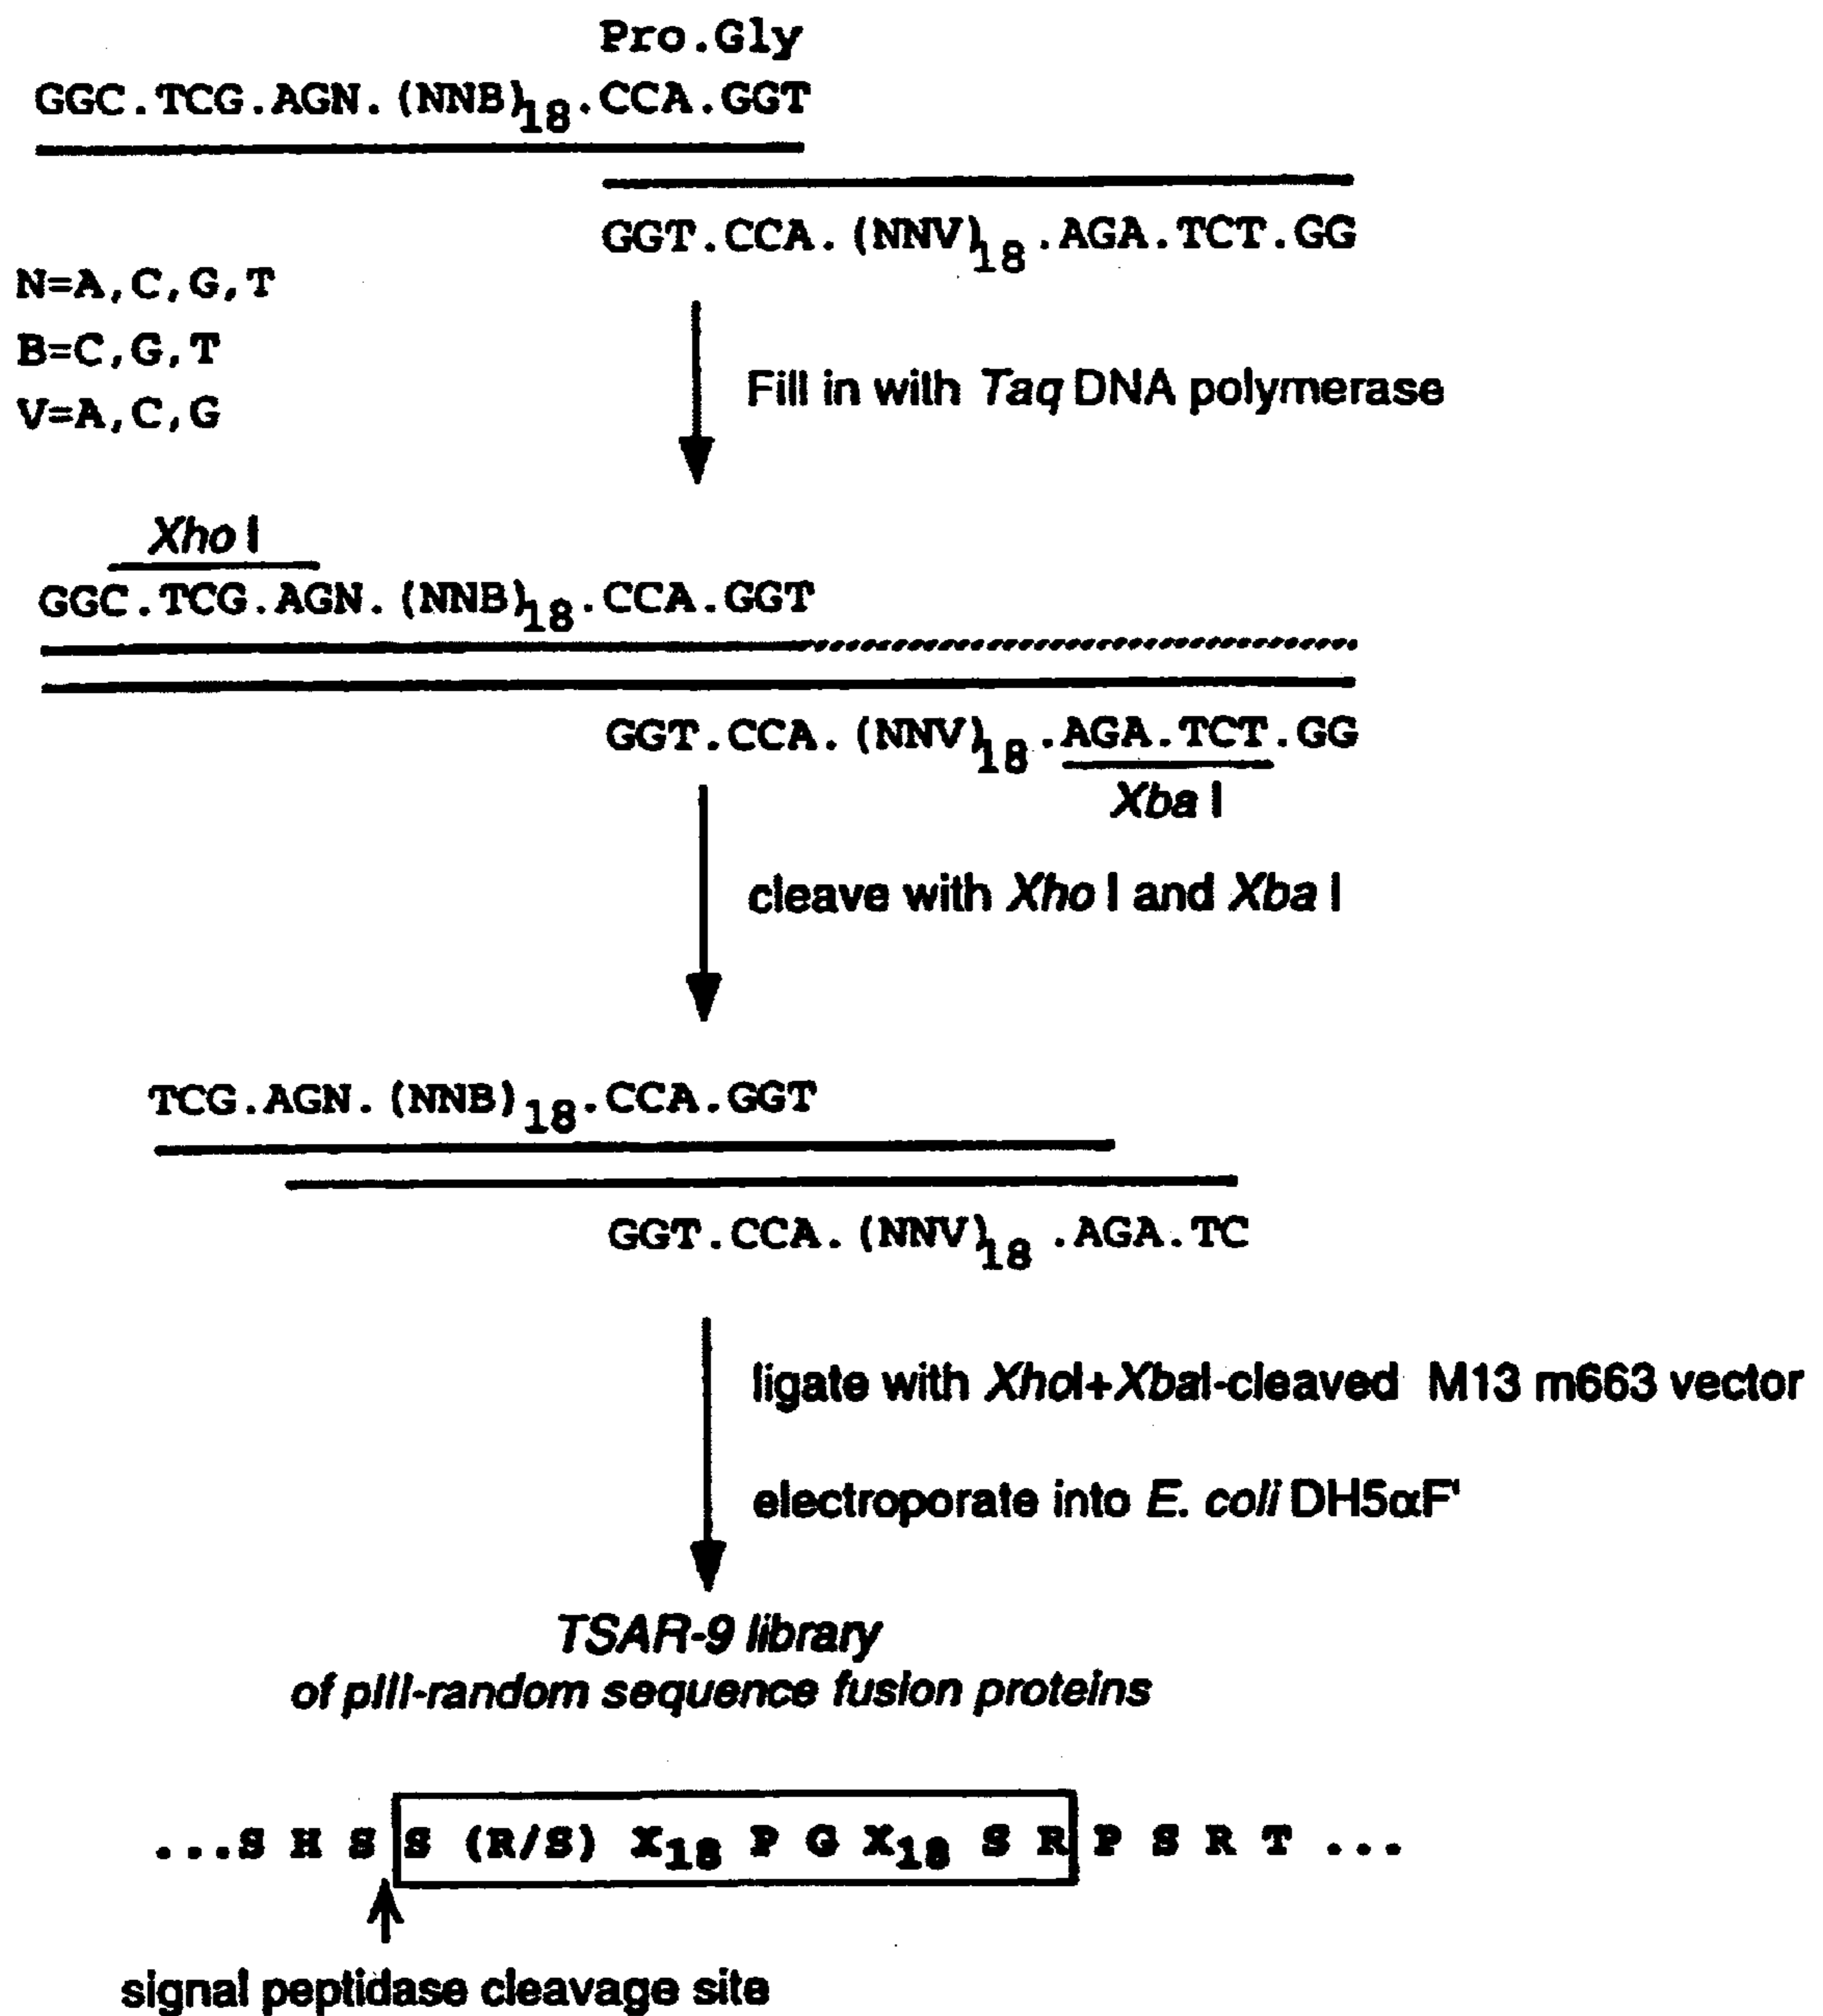 Pro.Gly
GGC.TCG.AGN.(NNB)18.CCA.GGT
GGT.CCA.(NNV)18.AGA.TCT.GG
N=A,C,G,T
B=C,G,T
V=A,C,G
Fill in with Taq DNA polymerase
Xho I
GGC.TCG.AGN.(NNB)18.CCA.GGT
GGT.CCA.(NNV)18.AGA.TCT.GG
Xba I
cleave with Xho I and Xba I
TCG.AGN.(NNB)18.CCA.GGT
GGT.CCA.(NNV)18.AGA.TC
ligate with XhoI+XbaI-cleaved M13 m663 vector
electroporate into E. coli DH5αF'
TSAR-9 library
of pIII-random sequence fusion proteins
...S H S S (R/S) X18 P G X18 S R P S R T ...
signal peptidase cleavage site